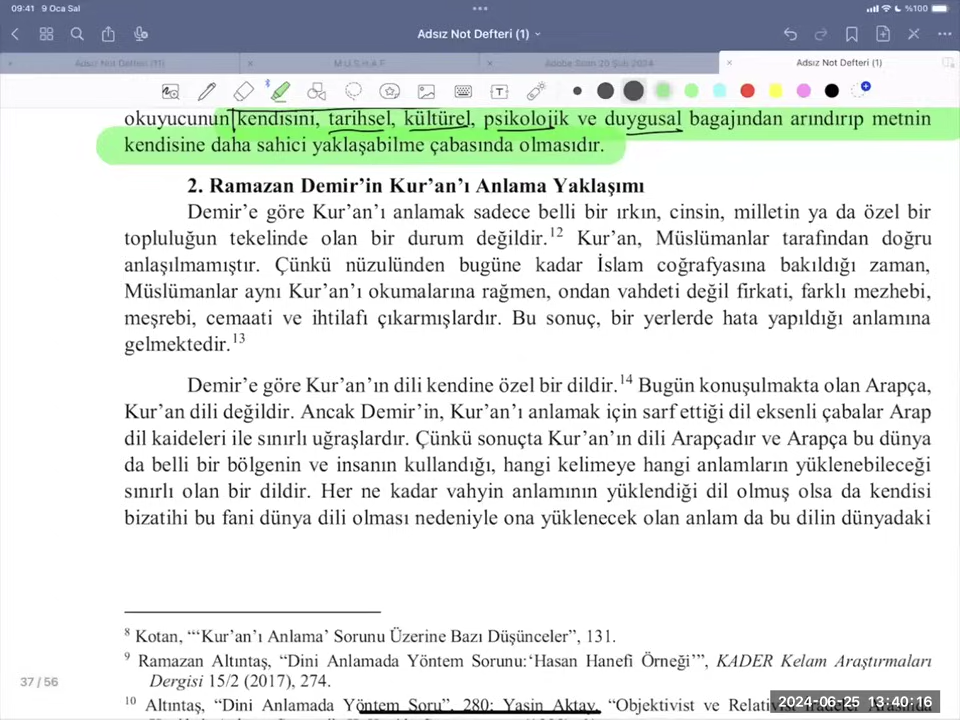 09:41 9 Oca Sal
%100
Adsız Not Defteri (1)
Adsız Not Defteri (11)
M U S H A F
Adobe Scan 20 Şub 2024
Adsız Not Defteri (1)
okuyucunun kendisini, tarihsel, kültürel, psikolojik ve duygusal bagajından arındırıp metnin
kendisine daha sahici yaklaşabilme çabasında olmasıdır.
2. Ramazan Demir’in Kur’an’ı Anlama Yaklaşımı
Demir’e göre Kur’an’ı anlamak sadece belli bir ırkın, cinsin, milletin ya da özel bir
topluluğun tekelinde olan bir durum değildir.12 Kur’an, Müslümanlar tarafından doğru
anlaşılmamıştır. Çünkü nüzulünden bugüne kadar İslam coğrafyasına bakıldığı zaman,
Müslümanlar aynı Kur’an’ı okumalarına rağmen, ondan vahdeti değil firkati, farklı mezhebi,
meşrebi, cemaati ve ihtilafı çıkarmışlardır. Bu sonuç, bir yerlerde hata yapıldığı anlamına
gelmektedir.13
Demir’e göre Kur’an’ın dili kendine özel bir dildir.14 Bugün konuşulmakta olan Arapça,
Kur’an dili değildir. Ancak Demir’in, Kur’an’ı anlamak için sarf ettiği dil eksenli çabalar Arap
dil kaideleri ile sınırlı uğraşlardır. Çünkü sonuçta Kur’an’ın dili Arapçadır ve Arapça bu dünya
da belli bir bölgenin ve insanın kullandığı, hangi kelimeye hangi anlamların yüklenebileceği
sınırlı olan bir dildir. Her ne kadar vahyin anlamının yüklendiği dil olmuş olsa da kendisi
bizatihi bu fani dünya dili olması nedeniyle ona yüklenecek olan anlam da bu dilin dünyadaki
8 Kotan, “‘Kur’an’ı Anlama’ Sorunu Üzerine Bazı Düşünceler”, 131.
9 Ramazan Altıntaş, “Dini Anlamada Yöntem Sorunu:‘Hasan Hanefi Örneği’”, KADER Kelam Araştırmaları
Dergisi 15/2 (2017), 274.
37 / 56
10 Altıntaş, “Dini Anlamada Yöntem Soru”, 280; Yasin Aktay, “Objektivist ve Relativist
2024-06-25 13:40:16